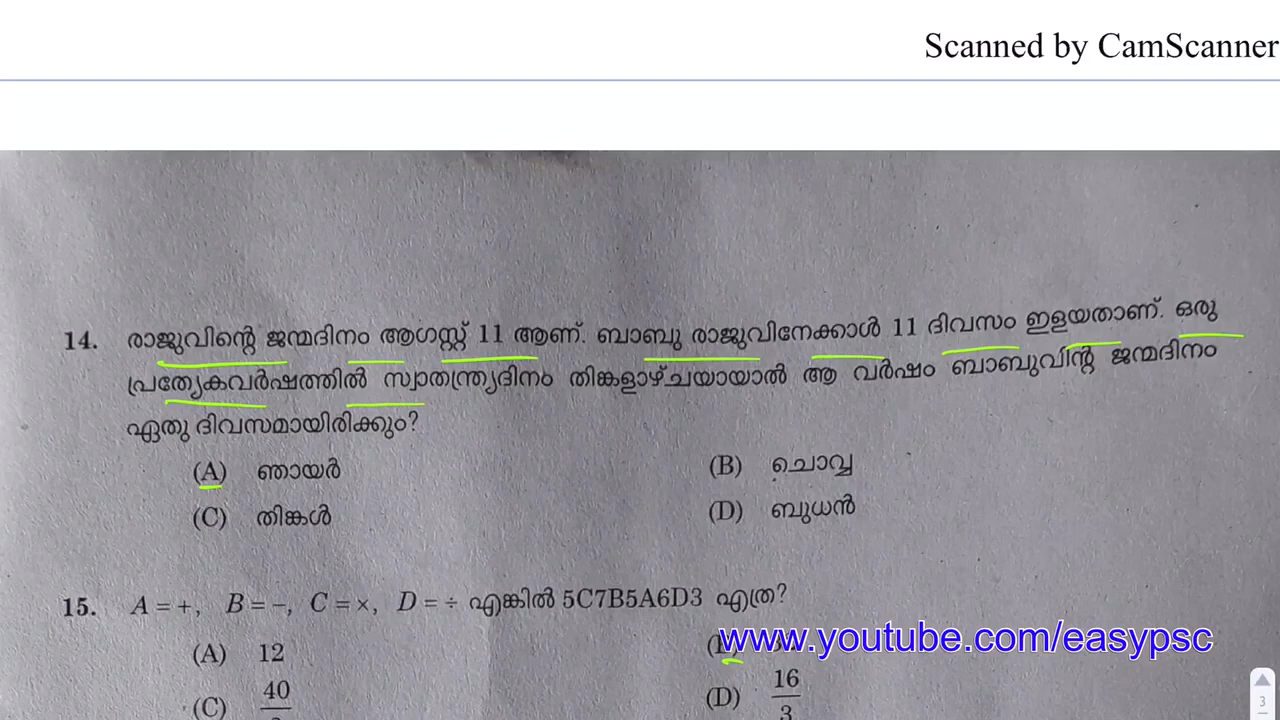 Scanned by CamScanner
14. രാജുവിന്റെ ജന്മദിനം ആഗസ്റ്റ് 11 ആണ്. ബാബു രാജുവിനേക്കാൾ 11 ദിവസം ഇളയതാണ്. ഒരു
പ്രത്യേകവർഷത്തിൽ സ്വാതന്ത്ര്യദിനം തിങ്കളാഴ്ചയായാൽ ആ വർഷം ബാബുവിന്റ ജന്മദിനം
ഏതു ദിവസമായിരിക്കും?
(A) ഞായർ (B) ചൊവ്വ
(C) തിങ്കൾ (D) ബുധൻ
15. A = +, B = −, C = ×, D = ÷ എങ്കിൽ 5C7B5A6D3 എത്ര?
(A) 12
www.youtube.com/easypsc
(C) 40 (D) 16/3
3